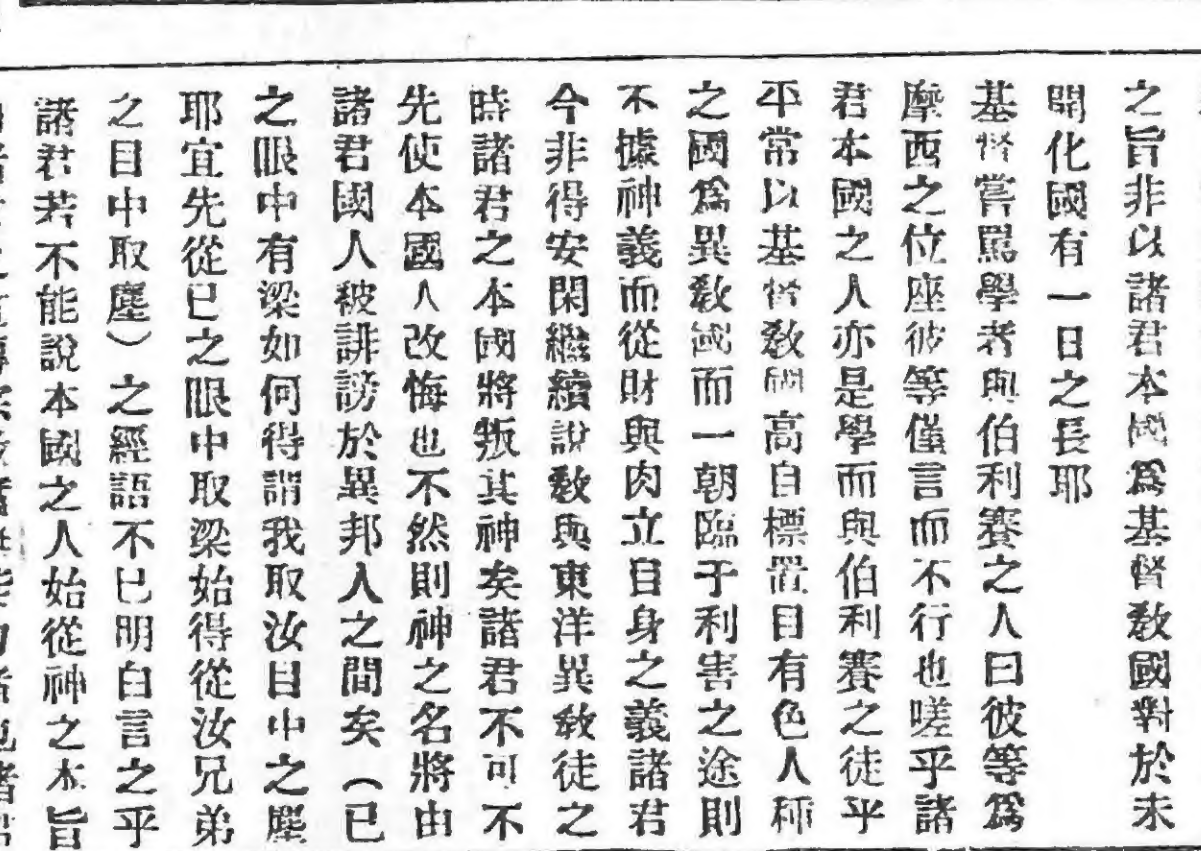 之旨非以諸君本國爲基督敎國對於未
開化國有一日之長耶
基督嘗罵學者與伯利賽之人曰彼等爲
摩西之位座彼等僅言而不行也嗟乎諸
君本國之人亦是學而與伯利賽之徒乎
平常以基督敎國高自標置目有色人種
之國爲異敎國而一朝臨于利害之途則
不據神義而從財與肉立自身之義諸君
今非得安閑繼續說敎與東洋異敎徒之
時諸君之本國將叛其神矣諸君不可不
先使本國人改悔也不然則神之名將由
諸君國人被誹謗於異邦人之間矣（已
之眼中有梁如何得謂我取汝目中之塵
耶宜先從已之眼中取梁始得從汝兄弟
之目中取塵）之經語不已明白言之乎
諸君若不能說本國之人始從神之本旨